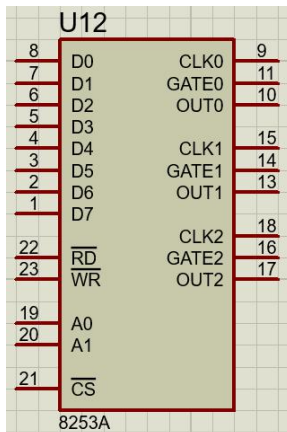 U12
8 D0 CLK0 9
7 D1 GATE0 11
6 D2 OUT0 10
5 D3
4 D4 CLK1 15
3 D5 GATE1 14
2 D6 OUT1 13
1 D7
CLK2 18
22 RD GATE2 16
23 WR OUT2 17
19 A0
20 A1
21 CS
8253A